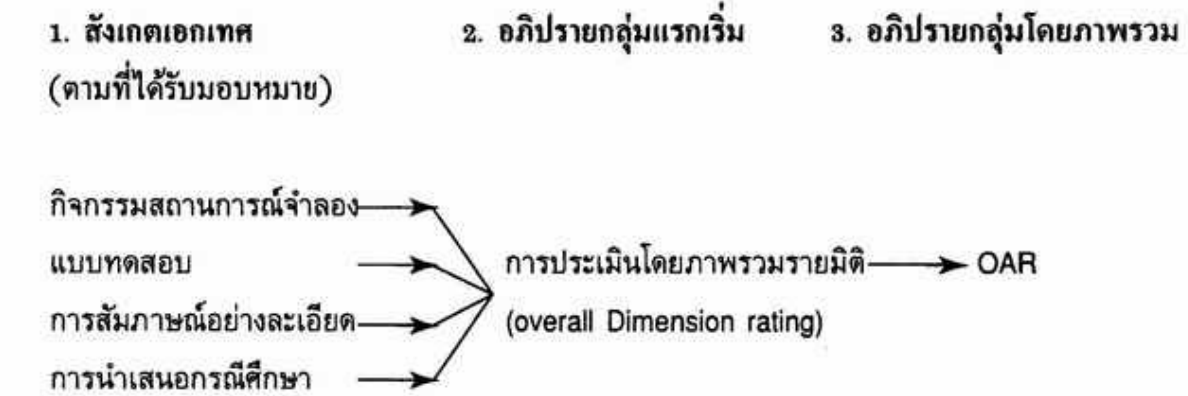 1. สังเกตเอกเทศ 2. อภิปรายกลุ่มแรกเริ่ม 3. อภิปรายกลุ่มโดยภาพรวม
(ตามที่ได้รับมอบหมาย)
กิจกรรมสถานการณ์จำลอง
แบบทดสอบ การประเมินโดยภาพรวมรายมิติ OAR
การสัมภาษณ์อย่างละเอียด (overall Dimension rating)
การนำเสนอกรณีศึกษา